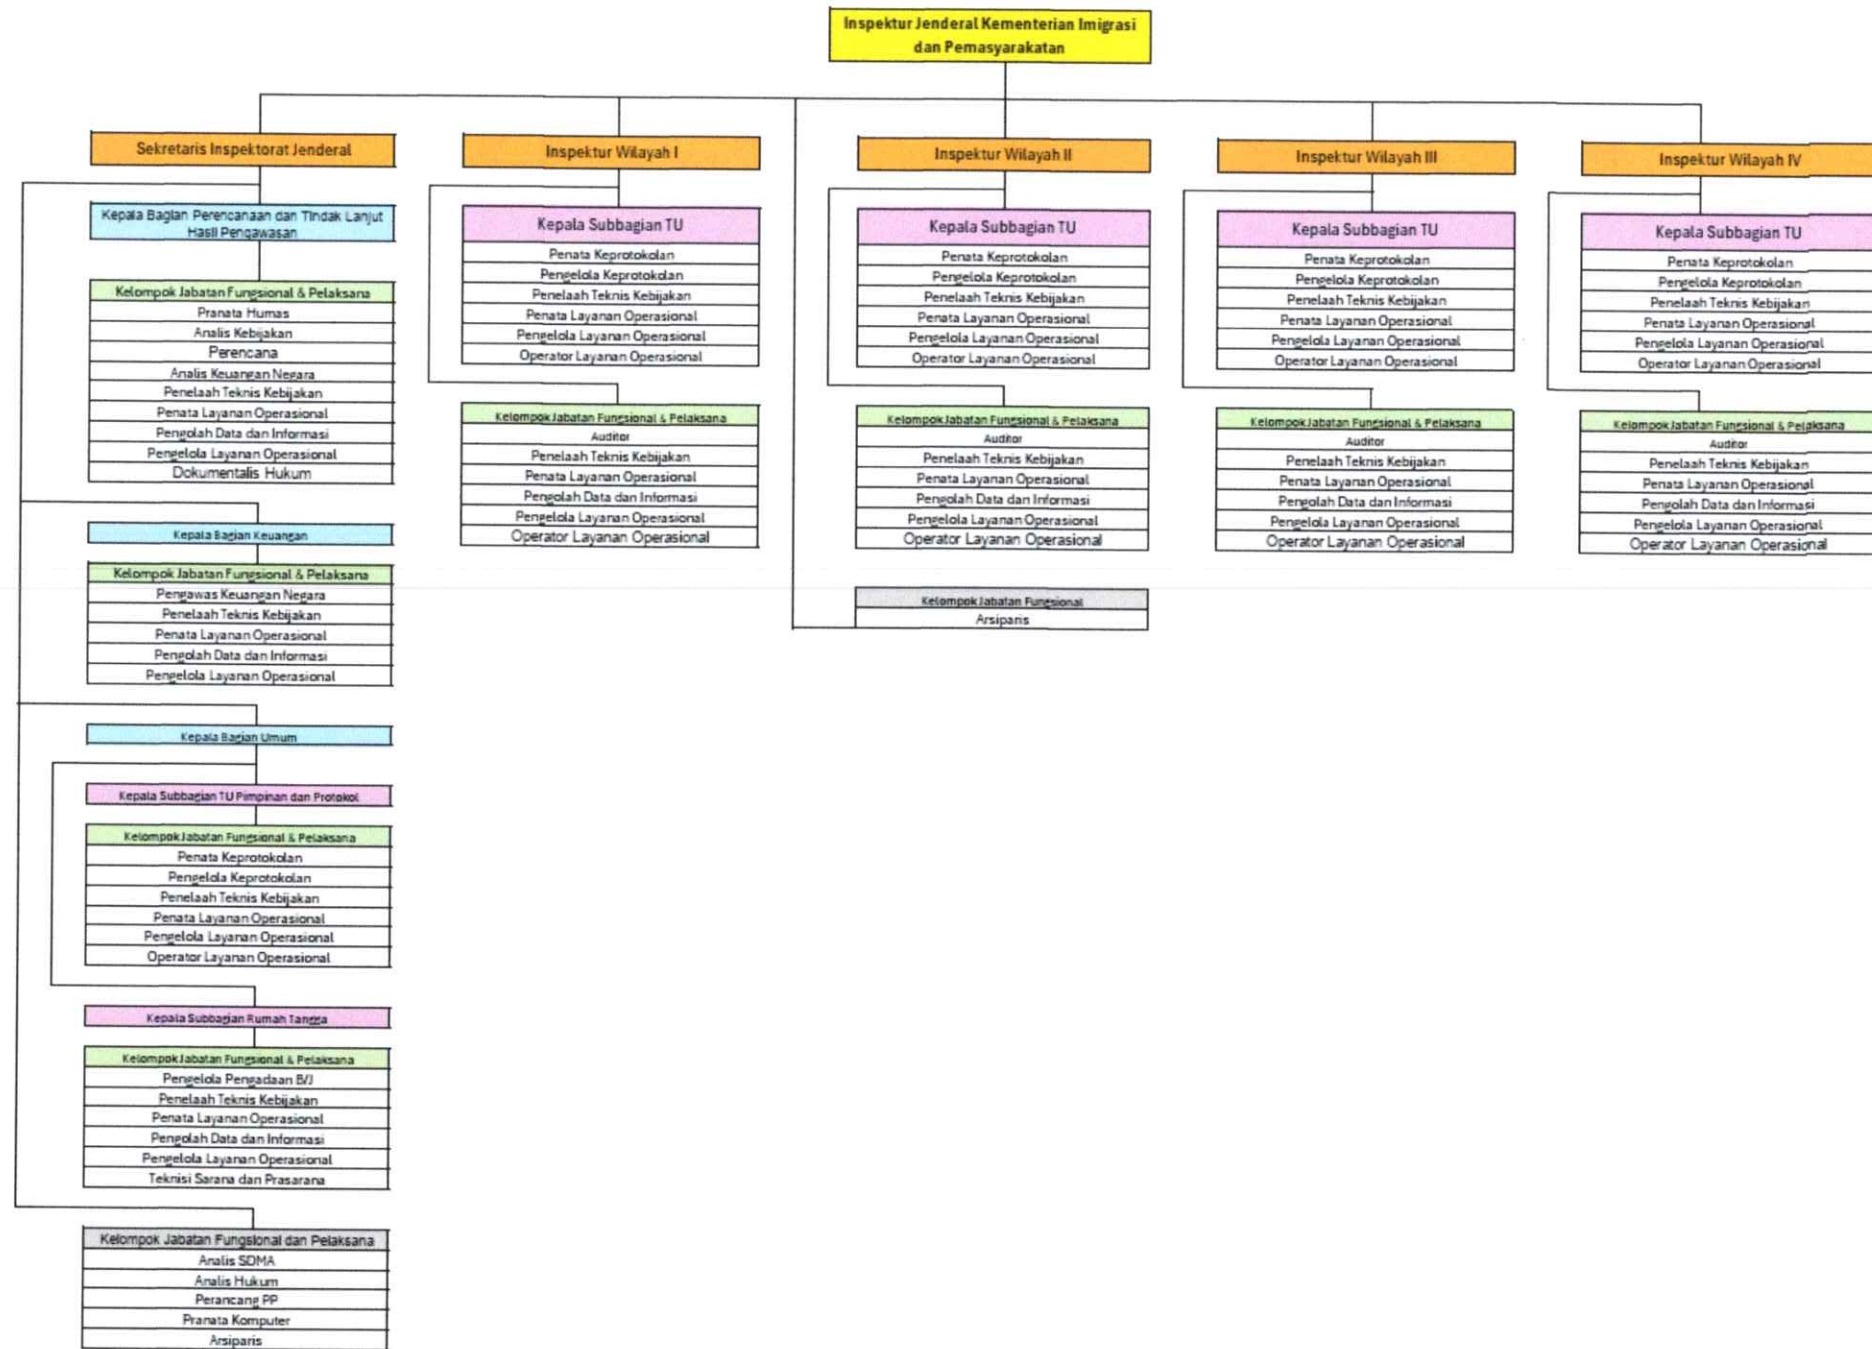 Inspektur Jenderal Kementerian Imigrasi
dan Pemasyarakatan
Sekretaris Inspektorat Jenderal
Kepala Bagian Perencanaan dan Tindak Lanjut
Hasil Pengawasan
Kelompok Jabatan Fungsional & Pelaksana
Pranata Humas
Analis Kebijakan
Perencana
Analis Keuangan Negara
Penelaah Teknis Kebijakan
Penata Layanan Operasional
Pengolah Data dan Informasi
Pengelola Layanan Operasional
Dokumentalis Hukum
Kepala Bagian Keuangan
Kelompok Jabatan Fungsional & Pelaksana
Pengawas Keuangan Negara
Penelaah Teknis Kebijakan
Penata Layanan Operasional
Pengolah Data dan Informasi
Pengelola Layanan Operasional
Kepala Bagian Umum
Kepala Subbagian TU Pimpinan dan Protokol
Kelompok Jabatan Fungsional & Pelaksana
Penata Keprotokolan
Pengelola Keprotokolan
Penelaah Teknis Kebijakan
Penata Layanan Operasional
Pengelola Layanan Operasional
Operator Layanan Operasional
Kepala Subbagian Rumah Tangga
Kelompok Jabatan Fungsional & Pelaksana
Pengelola Pengadaan B/J
Penelaah Teknis Kebijakan
Penata Layanan Operasional
Pengolah Data dan Informasi
Pengelola Layanan Operasional
Teknisi Sarana dan Prasarana
Kelompok Jabatan Fungsional dan Pelaksana
Analis SDMA
Analis Hukum
Perancang PP
Pranata Komputer
Arsiparis
Inspektur Wilayah I
Kepala Subbagian TU
Penata Keprotokolan
Pengelola Keprotokolan
Penelaah Teknis Kebijakan
Penata Layanan Operasional
Pengelola Layanan Operasional
Operator Layanan Operasional
Kelompok Jabatan Fungsional & Pelaksana
Auditor
Penelaah Teknis Kebijakan
Penata Layanan Operasional
Pengolah Data dan Informasi
Pengelola Layanan Operasional
Operator Layanan Operasional
Inspektur Wilayah II
Kepala Subbagian TU
Penata Keprotokolan
Pengelola Keprotokolan
Penelaah Teknis Kebijakan
Penata Layanan Operasional
Pengelola Layanan Operasional
Operator Layanan Operasional
Kelompok Jabatan Fungsional & Pelaksana
Auditor
Penelaah Teknis Kebijakan
Penata Layanan Operasional
Pengolah Data dan Informasi
Pengelola Layanan Operasional
Operator Layanan Operasional
Kelompok Jabatan Fungsional
Arsiparis
Inspektur Wilayah III
Kepala Subbagian TU
Penata Keprotokolan
Pengelola Keprotokolan
Penelaah Teknis Kebijakan
Penata Layanan Operasional
Pengelola Layanan Operasional
Operator Layanan Operasional
Kelompok Jabatan Fungsional & Pelaksana
Auditor
Penelaah Teknis Kebijakan
Penata Layanan Operasional
Pengolah Data dan Informasi
Pengelola Layanan Operasional
Operator Layanan Operasional
Inspektur Wilayah IV
Kepala Subbagian TU
Penata Keprotokolan
Pengelola Keprotokolan
Penelaah Teknis Kebijakan
Penata Layanan Operasional
Pengelola Layanan Operasional
Operator Layanan Operasional
Kelompok Jabatan Fungsional & Pelaksana
Auditor
Penelaah Teknis Kebijakan
Penata Layanan Operasional
Pengolah Data dan Informasi
Pengelola Layanan Operasional
Operator Layanan Operasional